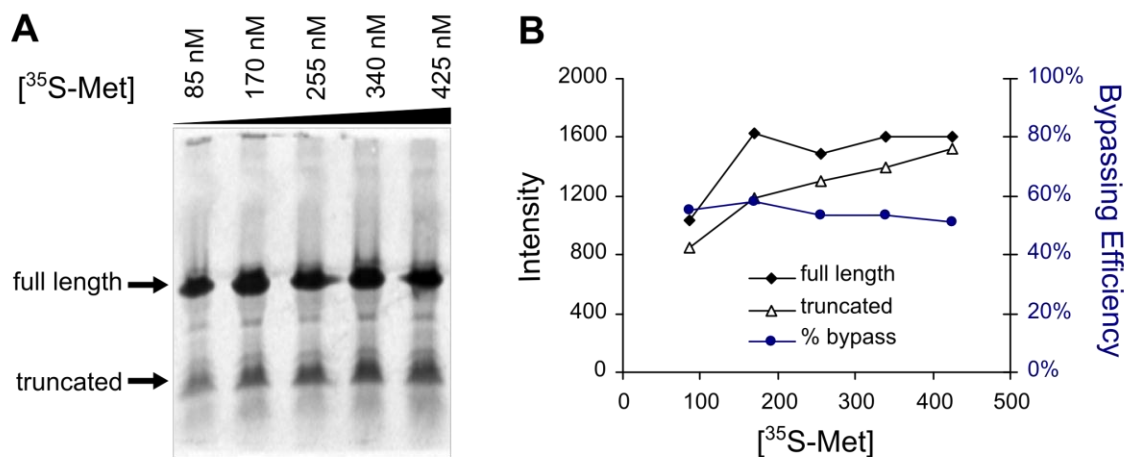 A
[³⁵S-Met]
85 nM
170 nM
255 nM
340 nM
425 nM
full length
truncated
B
2000
1600
1200
800
400
0
Intensity
100%
80%
60%
40%
20%
0%
Bypassing Efficiency
full length
truncated
% bypass
0
100
200
300
400
500
[³⁵S-Met]